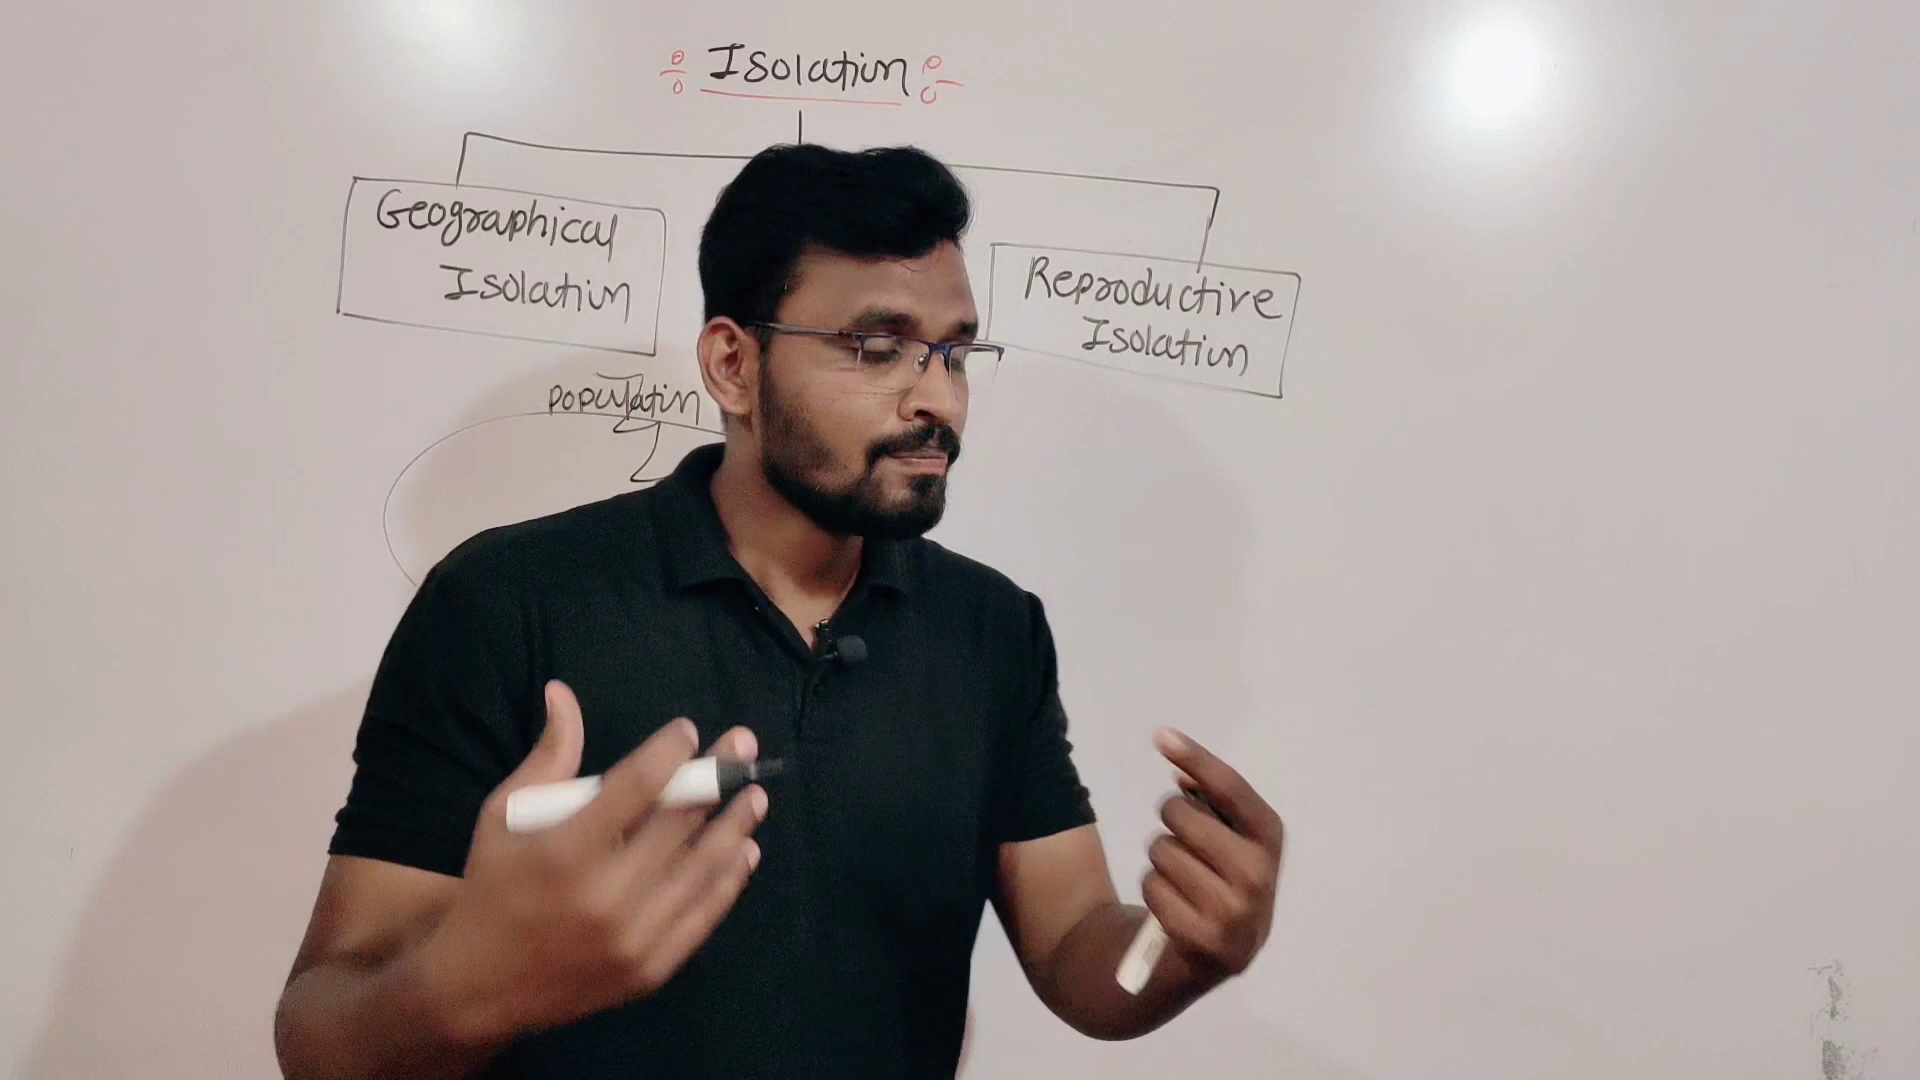 Isolation
Geographical
Isolation
Reproductive
Isolation
population